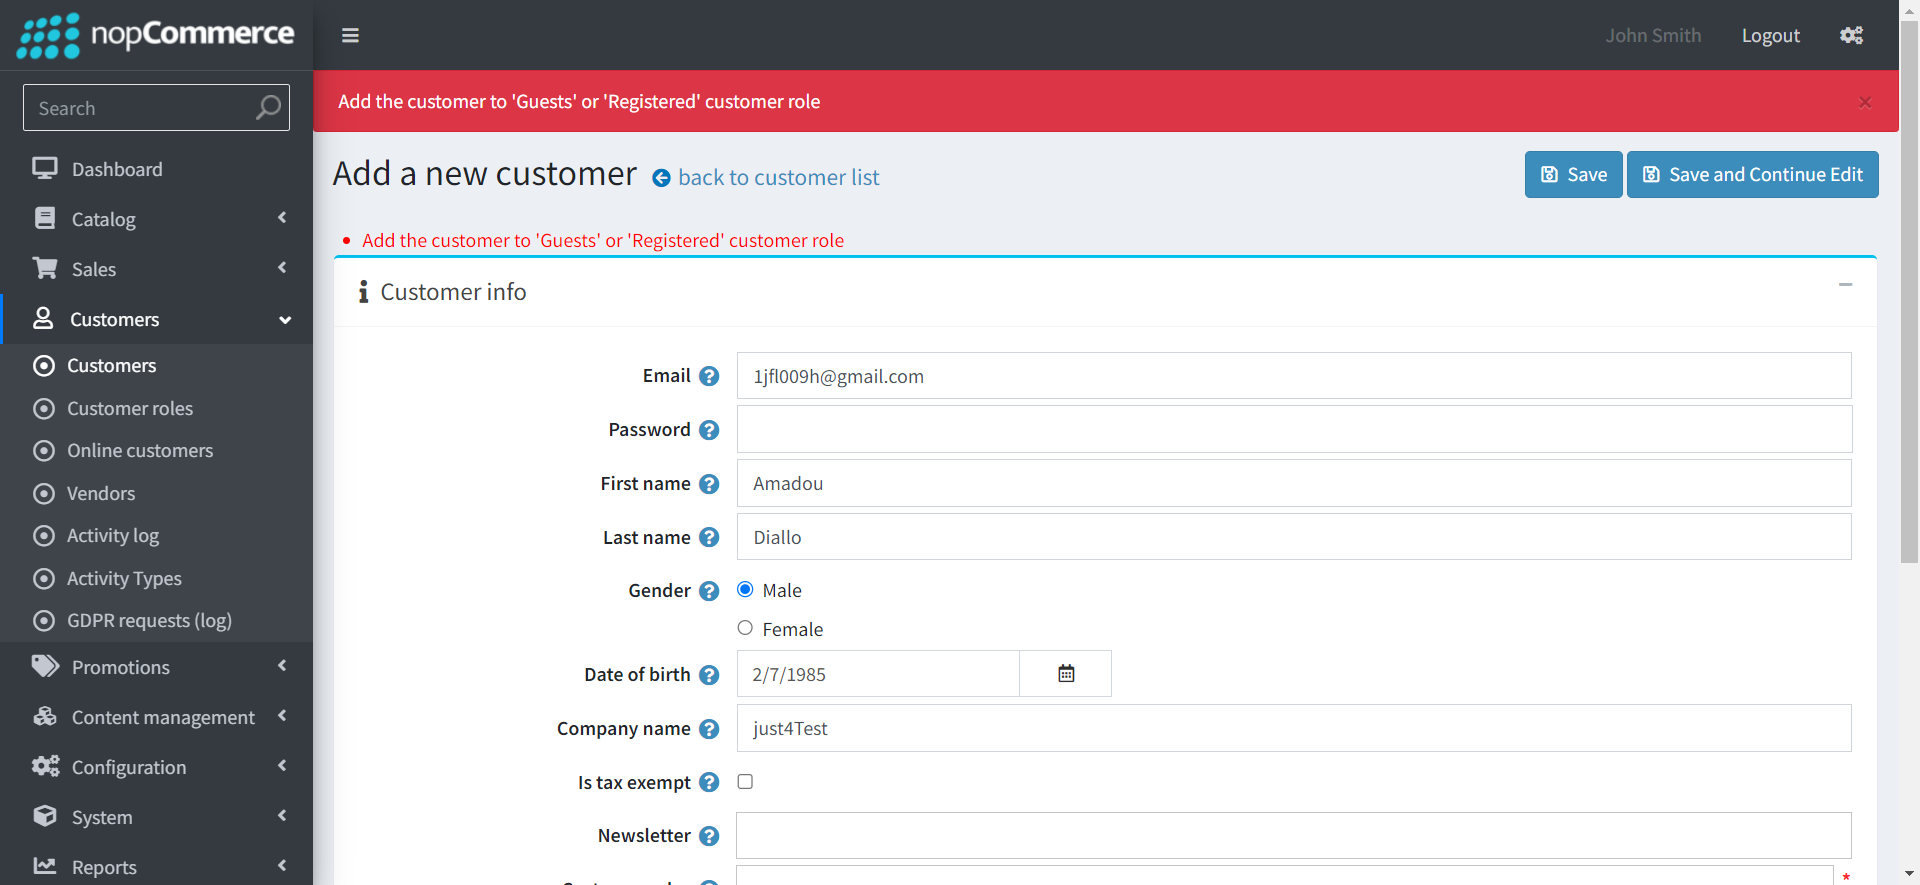 nopCommerce
John Smith
Logout
Search
Add the customer to 'Guests' or 'Registered' customer role
×
Dashboard
Catalog
Sales
Customers
Customers
Customer roles
Online customers
Vendors
Activity log
Activity Types
GDPR requests (log)
Promotions
Content management
Configuration
System
Reports
Add a new customer
back to customer list
Save
Save and Continue Edit
Add the customer to 'Guests' or 'Registered' customer role
Customer info
Email ? 1jfl009h@gmail.com
Password ?
First name ? Amadou
Last name ? Diallo
Gender ? Male
Female
Date of birth ? 2/7/1985
Company name ? just4Test
Is tax exempt ?
Newsletter ?
*